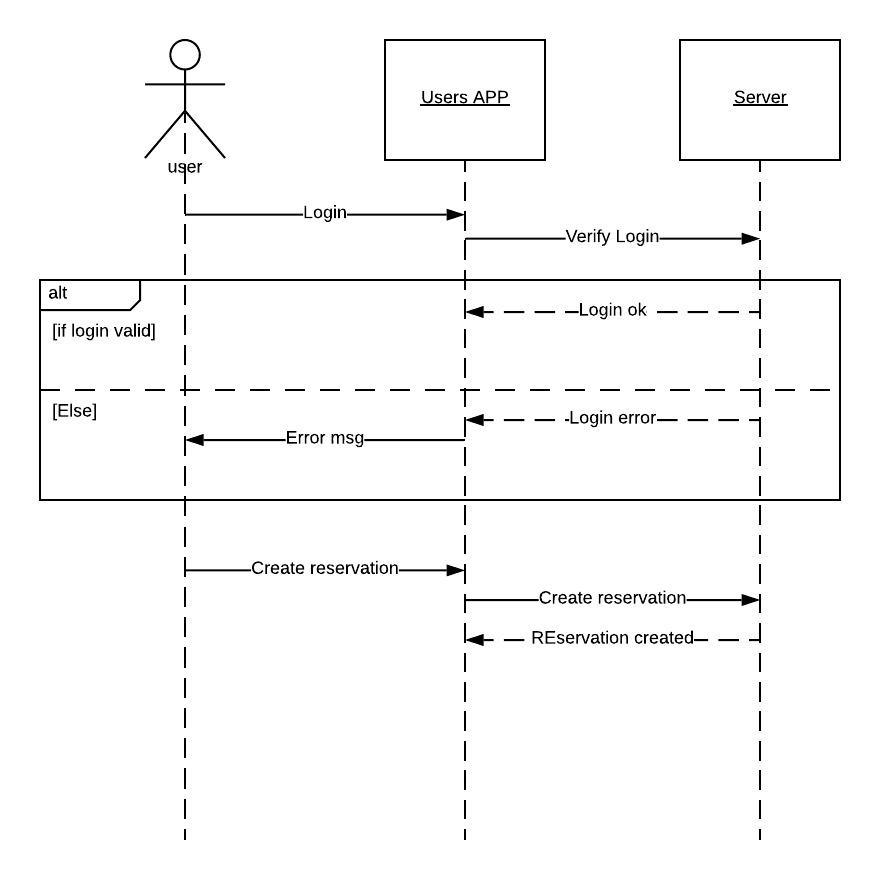 Users APP
Server
user
Login
Verify Login
alt
Login ok
[if login valid]
[Else]
Login error
Error msg
Create reservation
Create reservation
REservation created